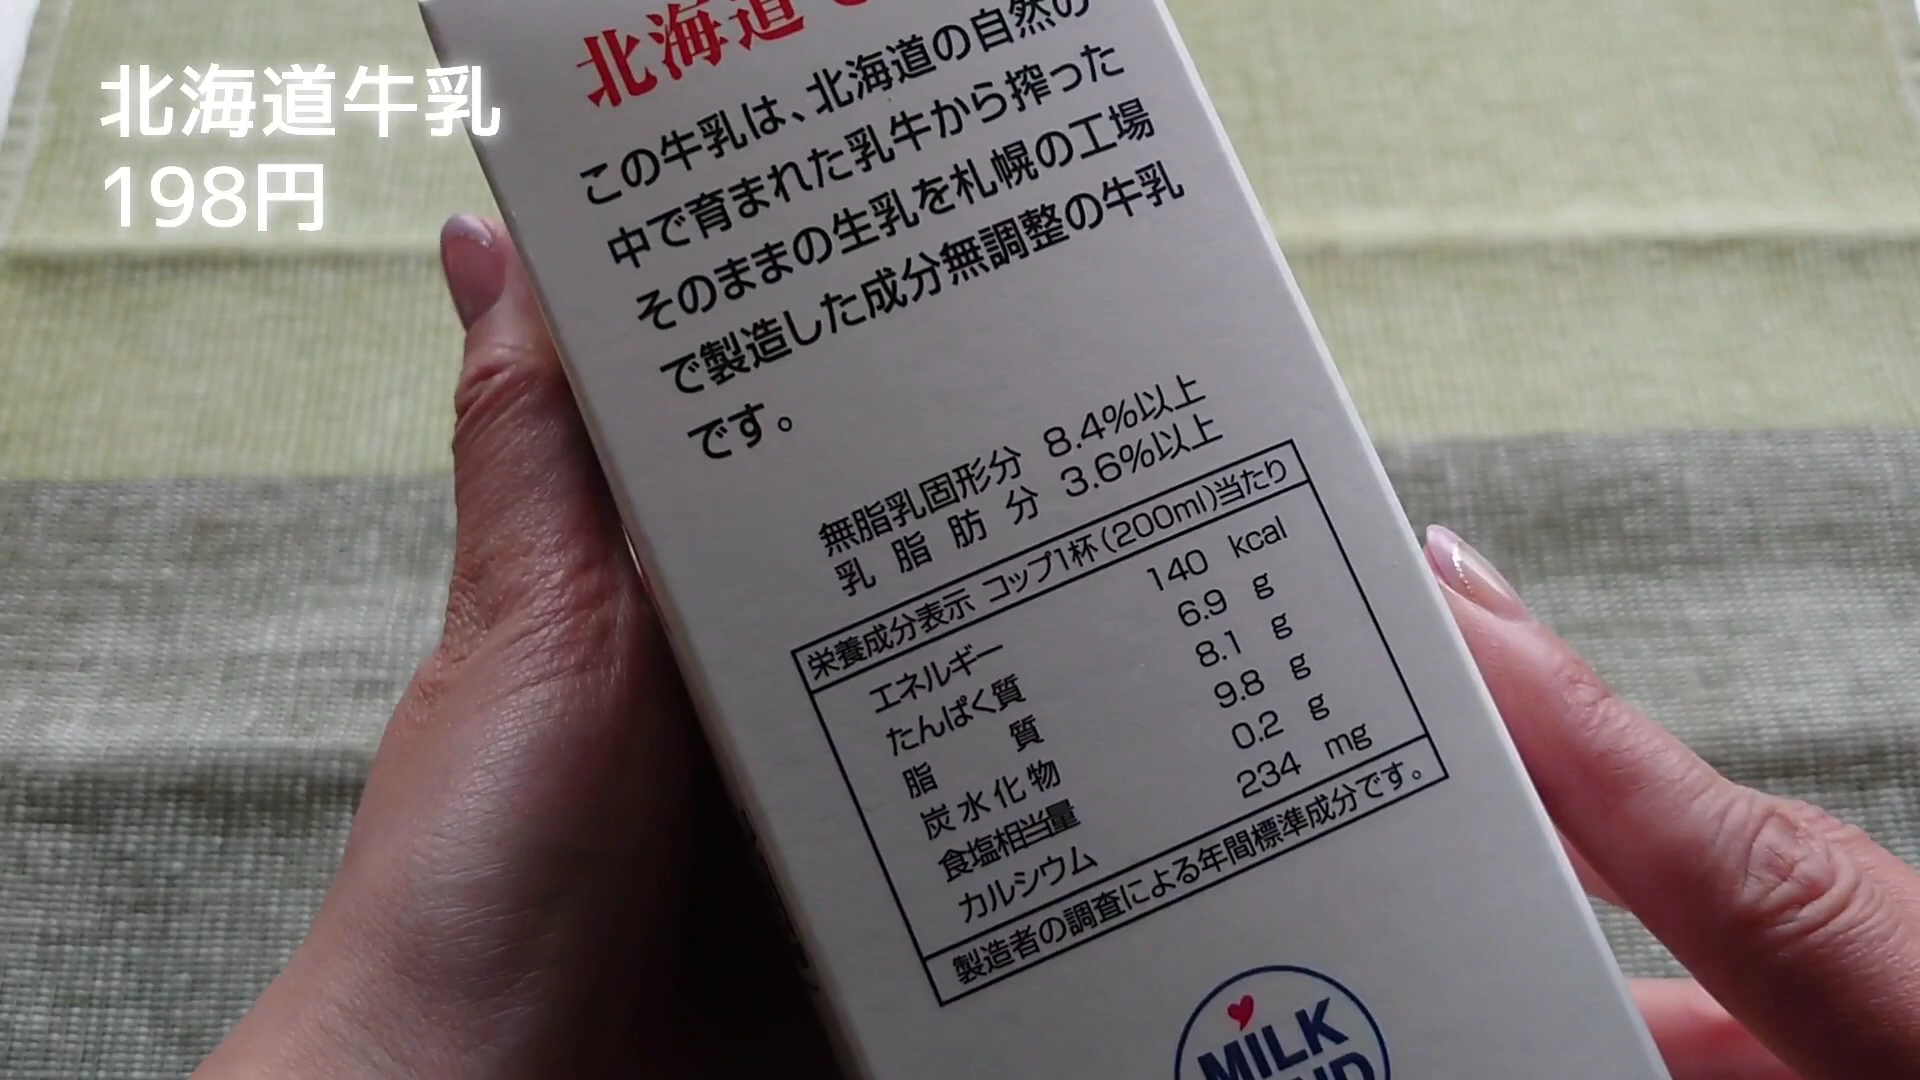 北海道牛乳
198円
北海道
この牛乳は、北海道の自然の
中で育まれた乳牛から搾った
そのままの生乳を札幌の工場
で製造した成分無調整の牛乳
です。
無脂乳固形分 8.4%以上
乳脂肪分 3.6%以上
栄養成分表示 コップ1杯(200ml)当たり
エネルギー 140 kcal
たんぱく質 6.9 g
脂質 8.1 g
炭水化物 9.8 g
食塩相当量 0.2 g
カルシウム 234 mg
製造者の調査による年間標準成分です。
MILK